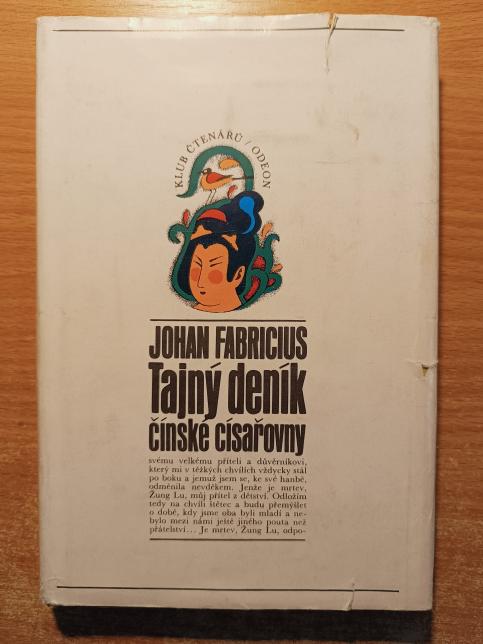 KLUB ČTENÁŘŮ / ODEON
JOHAN FABRICIUS
Tajný deník
čínské císařovny
svému velkému příteli a důvěrníkovi,
který mi v těžkých chvílích vždycky stál
po boku a jemuž jsem se, ke své hanbě,
odměnila nevděkem. Jenže je mrtev,
Žung Lu, můj přítel z dětství. Odložím
tedy na chvíli štětec a budu přemýšlet
o době, kdy jsme oba byli mladí a ne-
bylo mezi námi ještě jiného pouta než
přátelství... Je mrtev, Žung Lu, odpo-